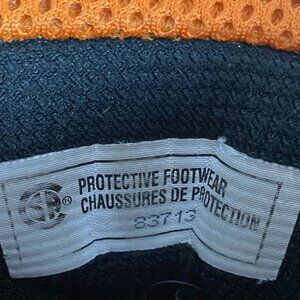 PROTECTIVE FOOTWEAR
CHAUSSURES DE PROTECTION
83713